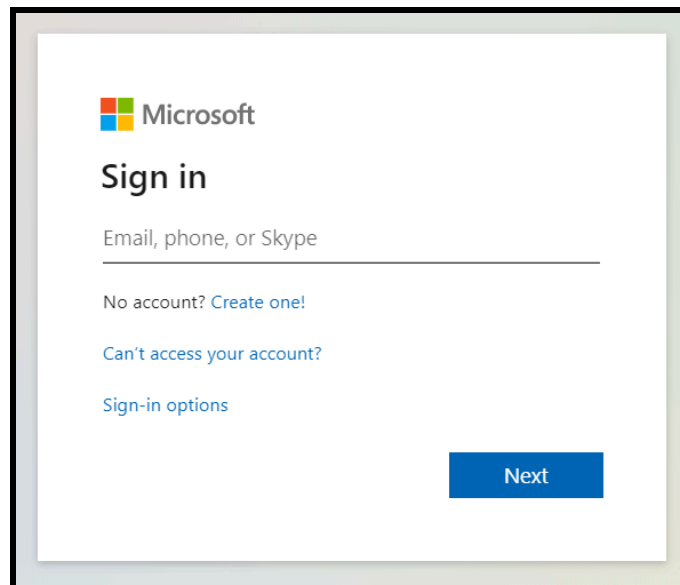 Microsoft
Sign in
Email, phone, or Skype
No account? Create one!
Can't access your account?
Sign-in options
Next